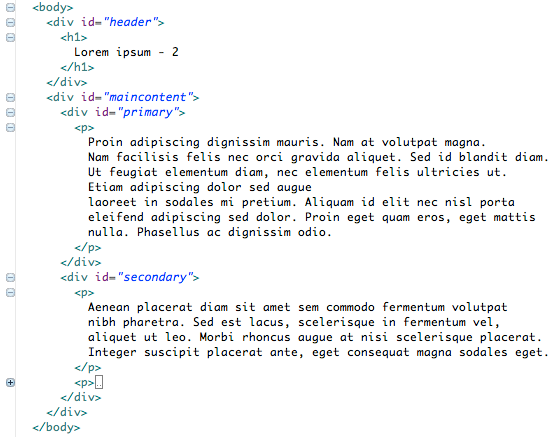 <body>
<div id="header">
<h1>
Lorem ipsum - 2
</h1>
</div>
<div id="maincontent">
<div id="primary">
<p>
Proin adipiscing dignissim mauris. Nam at volutpat magna.
Nam facilisis felis nec orci gravida aliquet. Sed id blandit diam.
Ut feugiat elementum diam, nec elementum felis ultricies ut.
Etiam adipiscing dolor sed augue
laoreet in sodales mi pretium. Aliquam id elit nec nisl porta
eleifend adipiscing sed dolor. Proin eget quam eros, eget mattis
nulla. Phasellus ac dignissim odio.
</p>
</div>
<div id="secondary">
<p>
Aenean placerat diam sit amet sem commodo fermentum volutpat
nibh pharetra. Sed est lacus, scelerisque in fermentum vel,
aliquet ut leo. Morbi rhoncus augue at nisi scelerisque placerat.
Integer suscipit placerat ante, eget consequat magna sodales eget.
</p>
<p>..
</div>
</div>
</body>